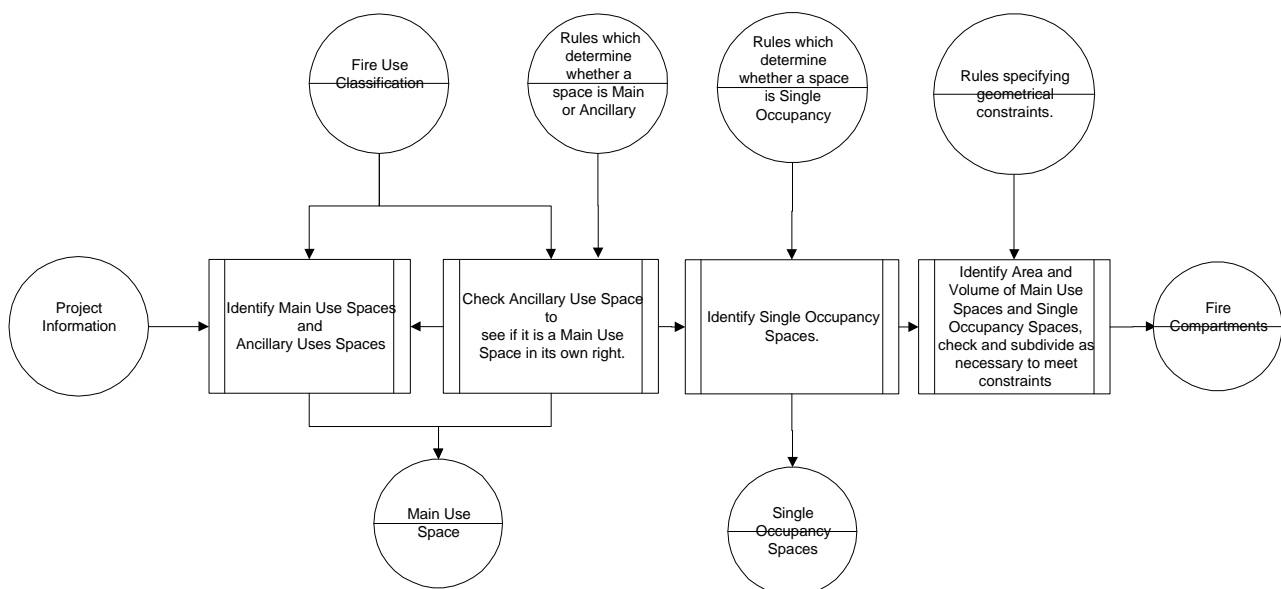 Fire Use
Classification
Rules which
determine
whether a
space is Main
or Ancillary
Rules which
determine
whether a space
is Single
Occupancy
Rules specifying
geometrical
constraints.
Project
Information
Identify Main Use Spaces
and
Ancillary Uses Spaces
Check Ancillary Use Space
to
see if it is a Main Use
Space in its own right.
Identify Single Occupancy
Spaces.
Identify Area and
Volume of Main Use
Spaces and Single
Occupancy Spaces,
check and subdivide as
necessary to meet
constraints
Fire
Compartments
Main Use
Space
Single
Occupancy
Spaces